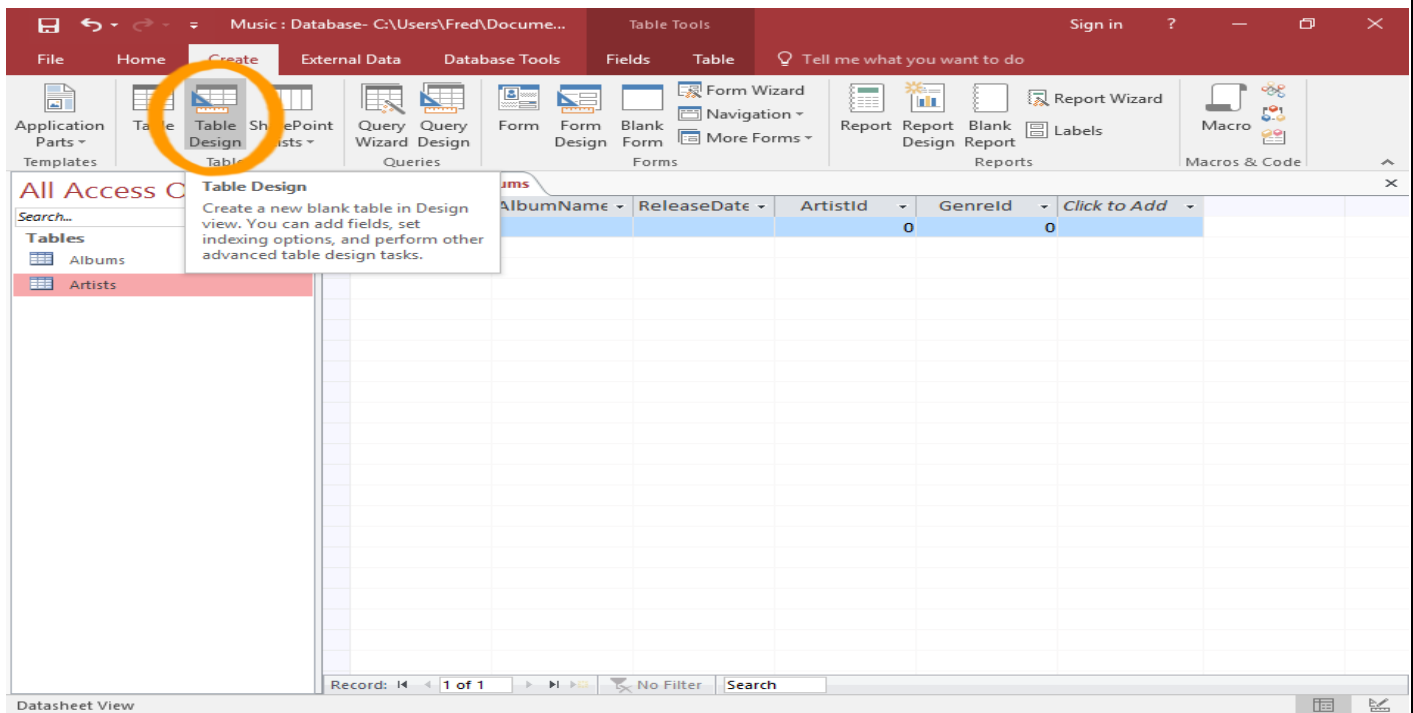 Music : Database- C:\Users\Fred\Docume... Table Tools Sign in ?
File Home Create External Data Database Tools Fields Table Tell me what you want to do
Application Parts
Table
Table Design
SharePoint Lists
Query Wizard
Query Design
Form
Form Design
Blank Form
Form Wizard
Navigation
More Forms
Report
Report Design
Blank Report
Report Wizard
Labels
Macro
Templates Tables Queries Forms Reports Macros & Code
All Access O
Search...
Tables
Albums
Artists
Table Design
Create a new blank table in Design
view. You can add fields, set
indexing options, and perform other
advanced table design tasks.
ums
AlbumName ReleaseDate ArtistId GenreId Click to Add
0 0
Record: 1 of 1 No Filter Search
Datasheet View